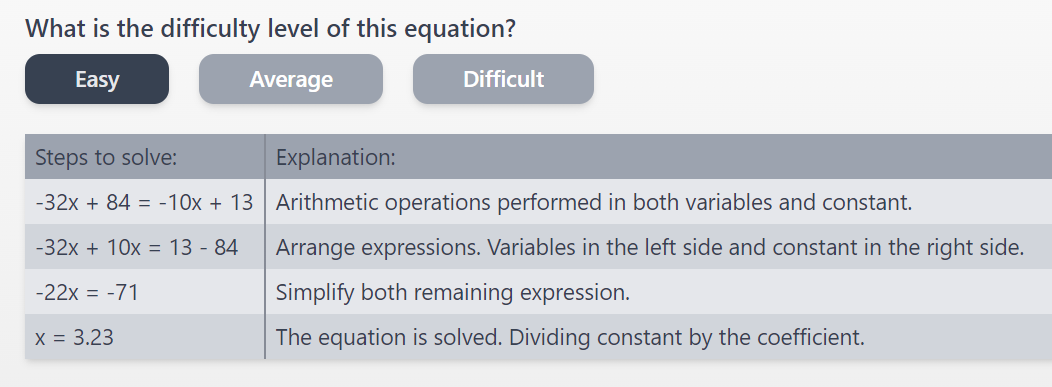 What is the difficulty level of this equation?
Easy Average Difficult
Steps to solve: Explanation:
-32x + 84 = -10x + 13 Arithmetic operations performed in both variables and constant.
-32x + 10x = 13 - 84 Arrange expressions. Variables in the left side and constant in the right side.
-22x = -71 Simplify both remaining expression.
x = 3.23 The equation is solved. Dividing constant by the coefficient.